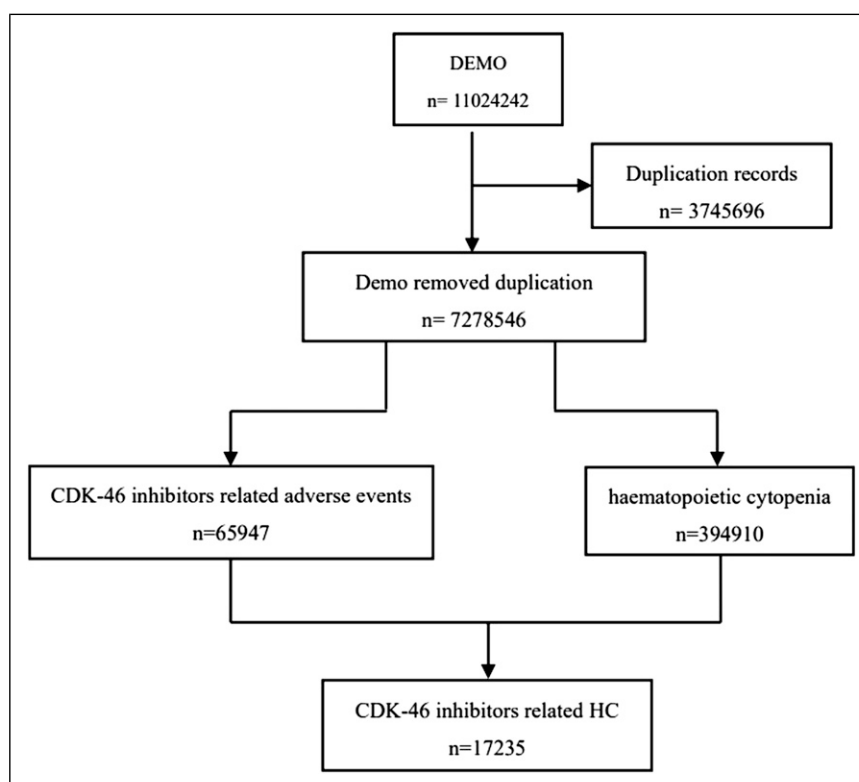 DEMO
n= 11024242
Duplication records
n= 3745696
Demo removed duplication
n= 7278546
CDK-46 inhibitors related adverse events
n=65947
haematopoietic cytopenia
n=394910
CDK-46 inhibitors related HC
n=17235